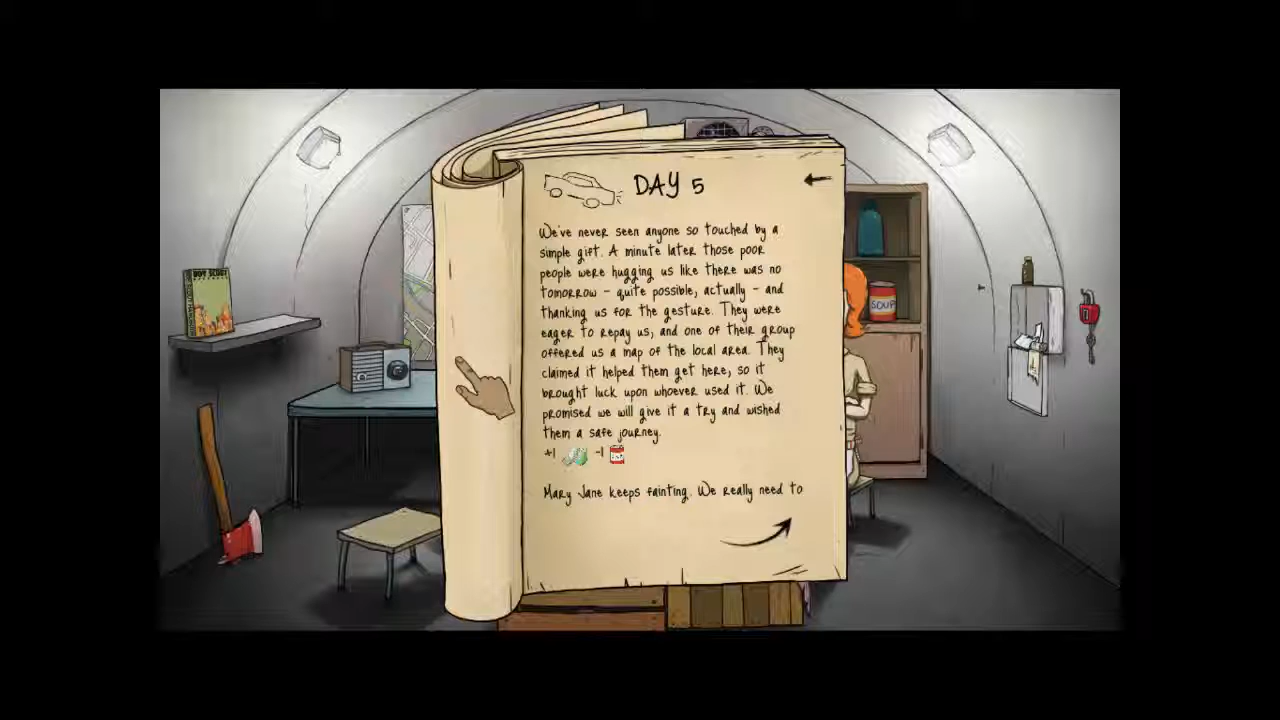 DAY 5
We've never seen anyone so touched by a
simple gift. A minute later those poor
people were hugging us like there was no
tomorrow - quite possible, actually - and
thanking us for the gesture. They were
eager to repay us, and one of their group
offered us a map of the local area. They
claimed it helped them get here, so it
brought luck upon whoever used it. We
promised we will give it a try and wished
them a safe journey.
+1 -1
Mary Jane keeps fainting. We really need to
BOY SCOUT
SOUP